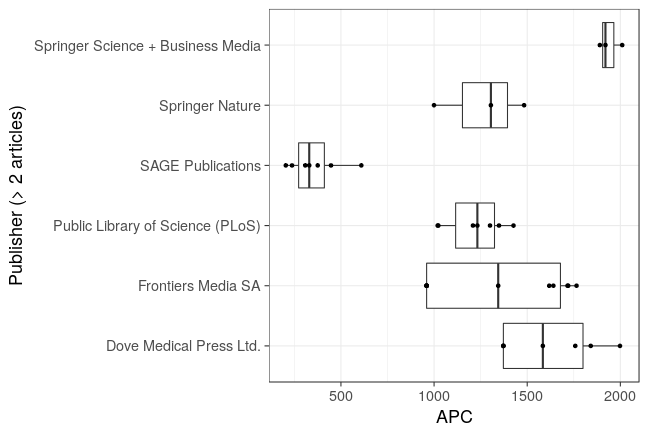 Publisher (> 2 articles)
Springer Science + Business Media
Springer Nature
SAGE Publications
Public Library of Science (PLoS)
Frontiers Media SA
Dove Medical Press Ltd.
500 1000 1500 2000
APC